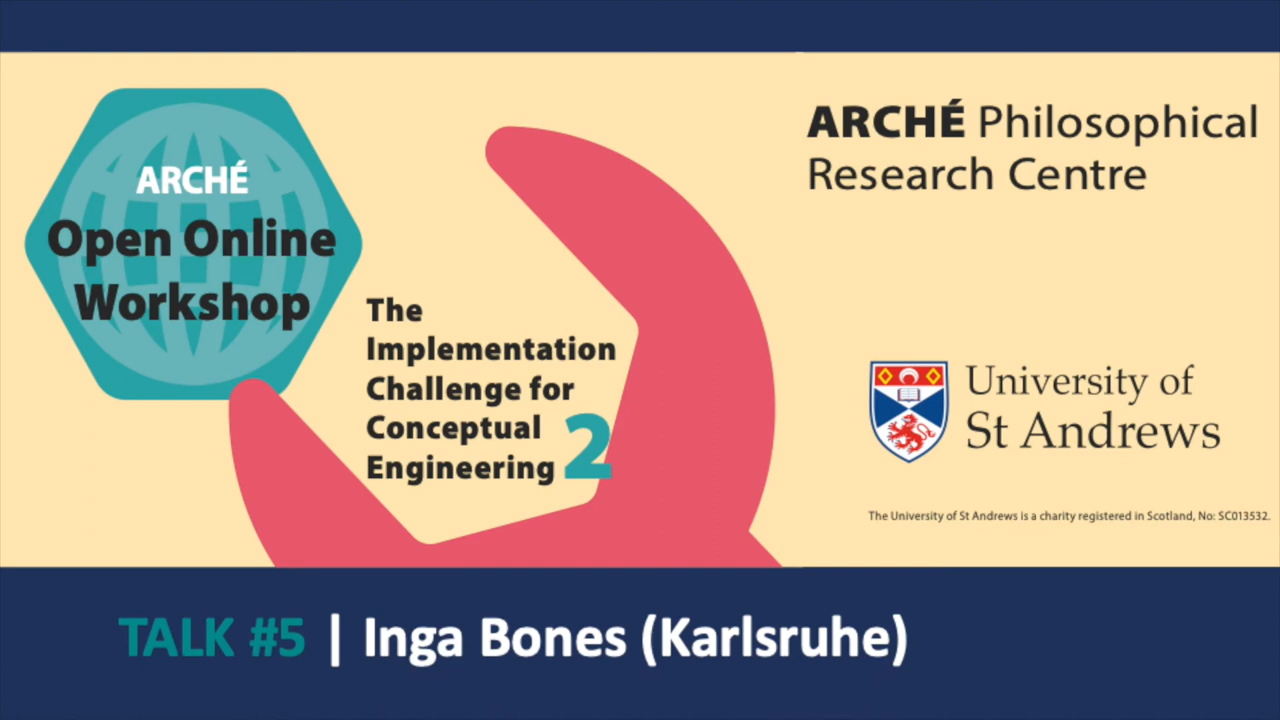 ARCHÉ
Open Online
Workshop
The
Implementation
Challenge for
Conceptual
Engineering 2
ARCHÉ Philosophical
Research Centre
University of
St Andrews
The University of St Andrews is a charity registered in Scotland, No: SC013532.
TALK #5 | Inga Bones (Karlsruhe)